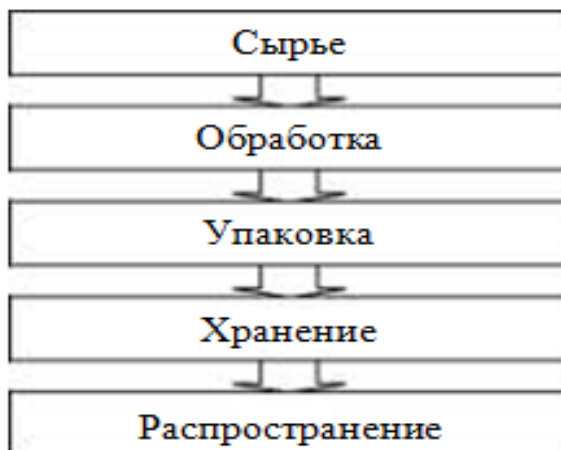 Сырье
Обработка
Упаковка
Хранение
Распространение